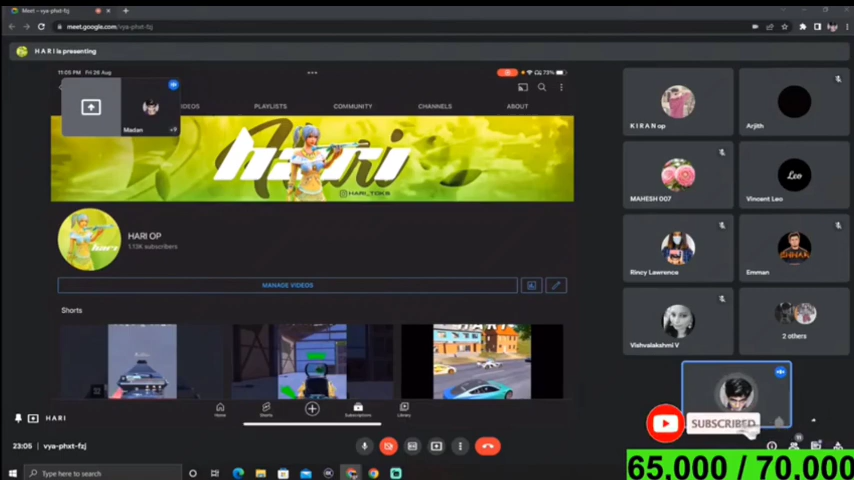 Meet - vya-phxt-fzj
meet.google.com/vya-phxt-fzj
H A R I is presenting
11:05 PM Fri 26 Aug
73%
Madan
+9
PLAYLISTS
COMMUNITY
CHANNELS
ABOUT
hari
HARI_TGKB
HARI OP
1.13K subscribers
MANAGE VIDEOS
Shorts
Home
Shorts
Subscriptions
Library
H A R I
K I R A N op
Arjith
MAHESH 007
Leo
Vincent Leo
Rincy Lawrence
Emman
Vishvalakshmi V
2 others
SUBSCRIBED
23:05
vya-phxt-fzj
65,000 / 70,000
Type here to search